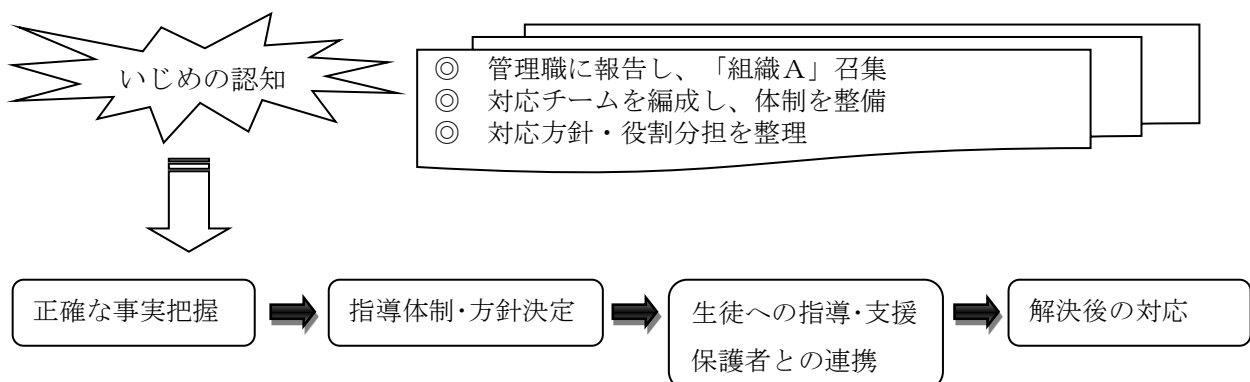 いじめの認知
◎ 管理職に報告し、「組織Ａ」召集
◎ 対応チームを編成し、体制を整備
◎ 対応方針・役割分担を整理
正確な事実把握
指導体制・方針決定
生徒への指導・支援
保護者との連携
解決後の対応